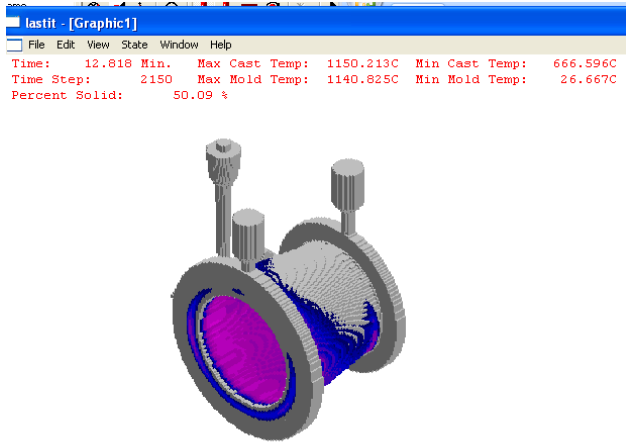 lastit - [Graphic1]
File Edit View State Window Help
Time: 12.818 Min. Max Cast Temp: 1150.213C Min Cast Temp: 666.596C
Time Step: 2150 Max Mold Temp: 1140.825C Min Mold Temp: 26.667C
Percent Solid: 50.09 %